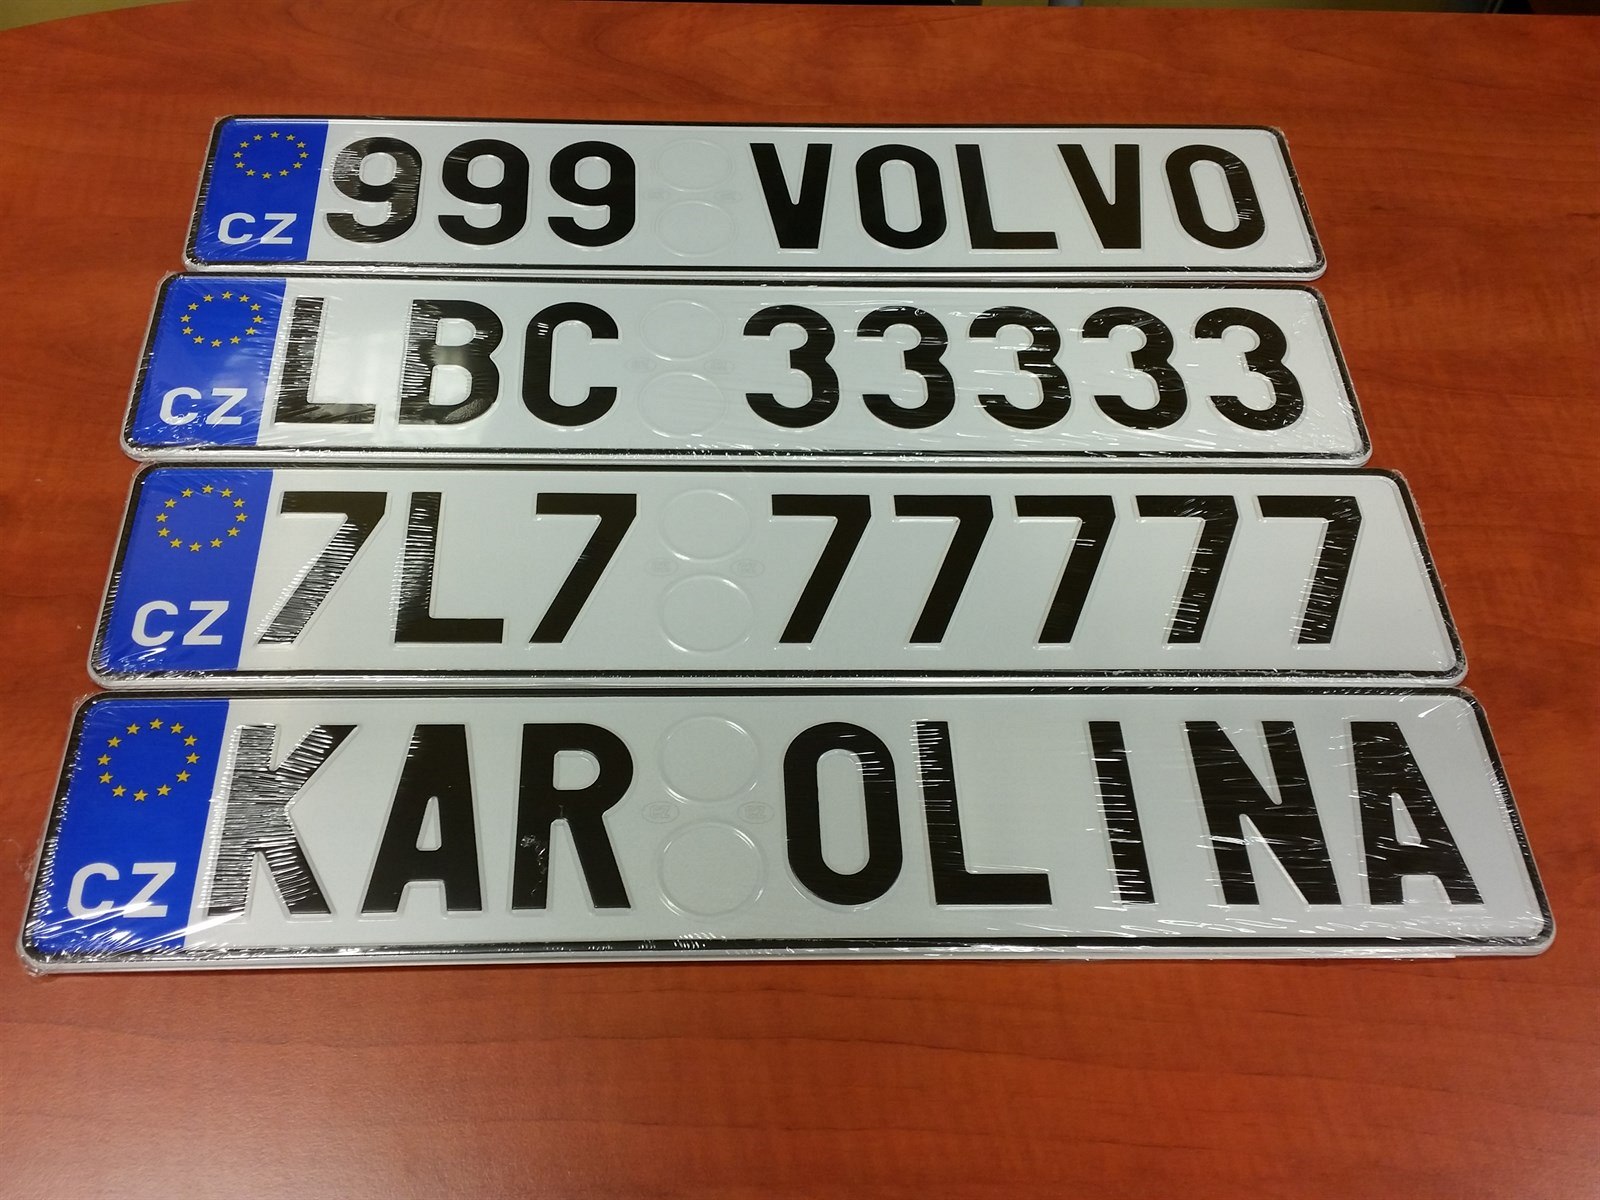 CZ 999 VOLVO
CZ LBC 33333
CZ 7L7 77777
CZ KAR OLINA